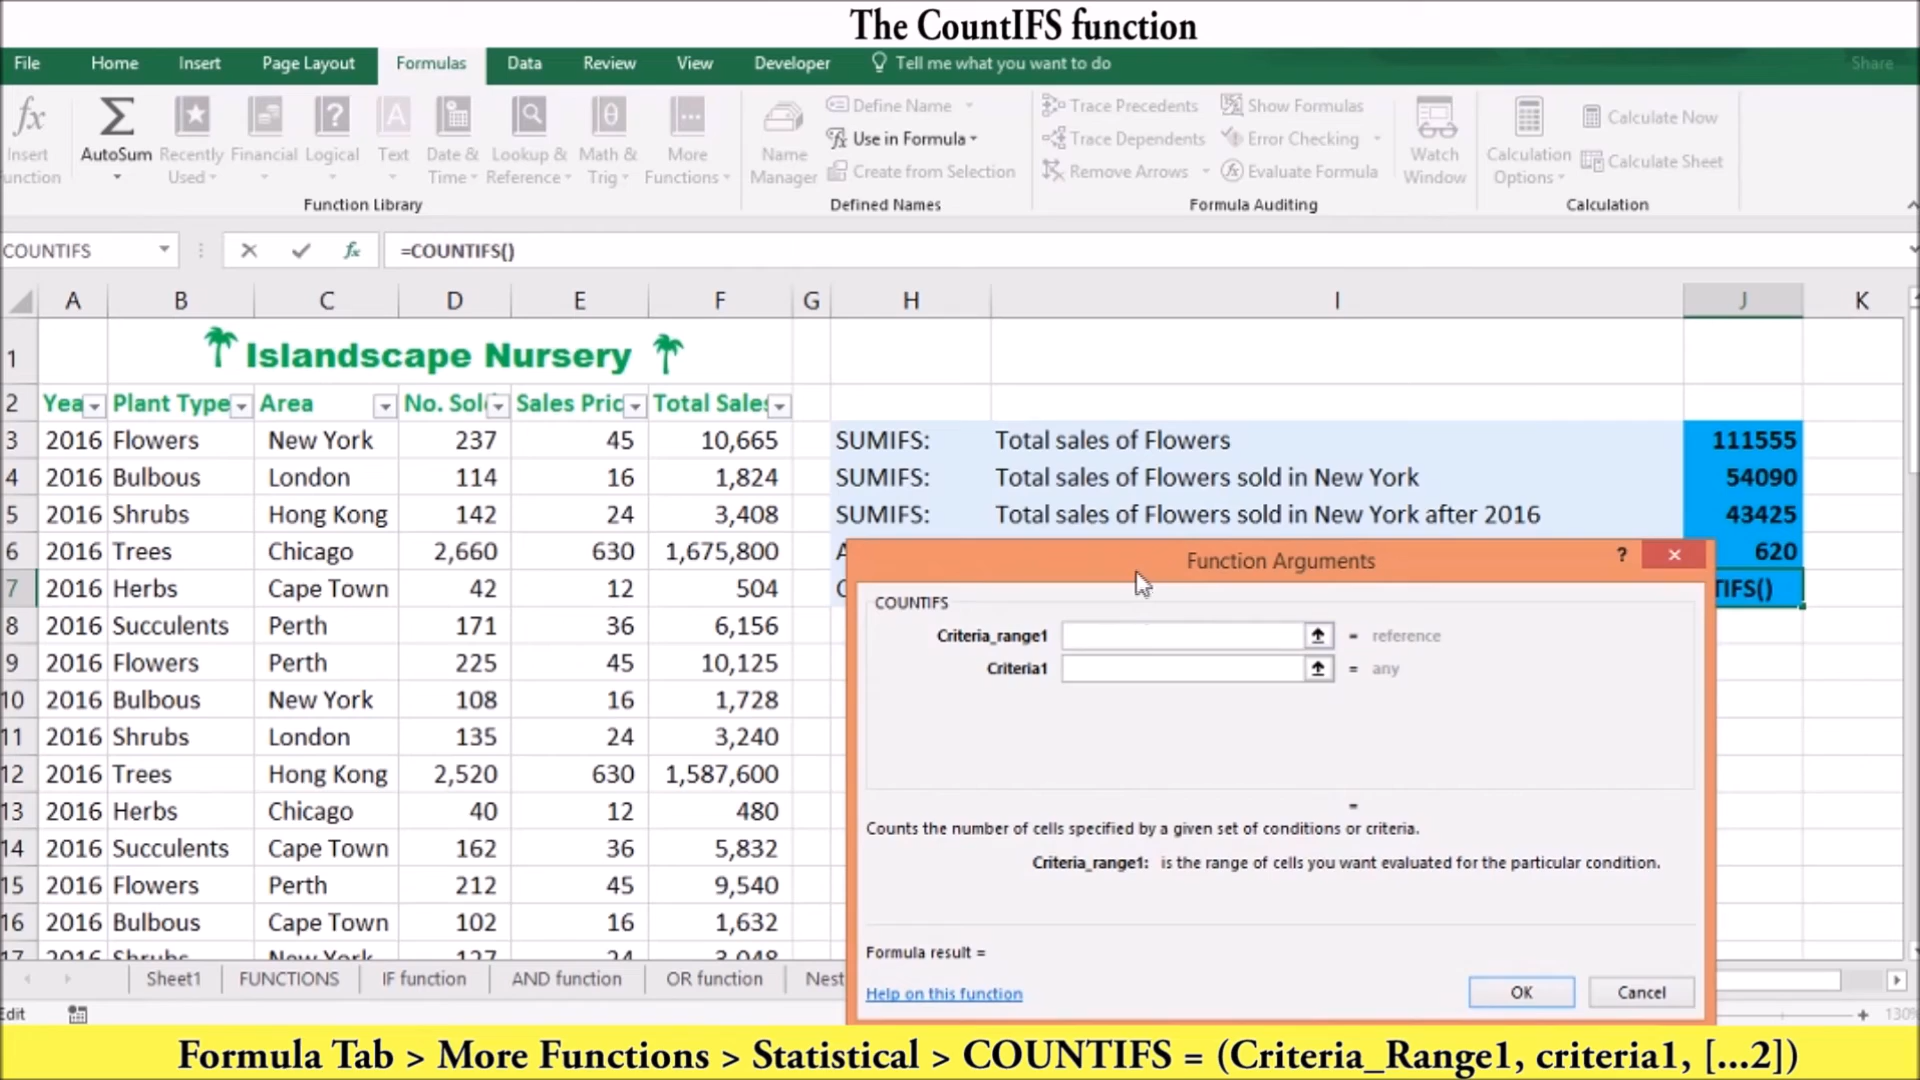 The CountIFS function
File Home Insert Page Layout Formulas Data Review View Developer Tell me what you want to do Share
fx Σ ? A θ
Insert AutoSum Recently Financial Logical Text Date & Lookup & Math & More
unction Used Time Reference Trig Functions
Function Library
Name
Manager
Define Name
Use in Formula
Create from Selection
Defined Names
Trace Precedents Show Formulas
Trace Dependents Error Checking
Remove Arrows Evaluate Formula
Formula Auditing
Watch
Window
Calculation
Options
Calculate Now
Calculate Sheet
Calculation
COUNTIFS fx =COUNTIFS()
A B C D E F G H I J K
1 Islandscape Nursery
2 Yea Plant Type Area No. Sol Sales Pric Total Sales
3 2016 Flowers New York 237 45 10,665 SUMIFS: Total sales of Flowers 111555
4 2016 Bulbous London 114 16 1,824 SUMIFS: Total sales of Flowers sold in New York 54090
5 2016 Shrubs Hong Kong 142 24 3,408 SUMIFS: Total sales of Flowers sold in New York after 2016 43425
6 2016 Trees Chicago 2,660 630 1,675,800 A 620
7 2016 Herbs Cape Town 42 12 504 C TIFS()
8 2016 Succulents Perth 171 36 6,156
9 2016 Flowers Perth 225 45 10,125
10 2016 Bulbous New York 108 16 1,728
11 2016 Shrubs London 135 24 3,240
12 2016 Trees Hong Kong 2,520 630 1,587,600
13 2016 Herbs Chicago 40 12 480
14 2016 Succulents Cape Town 162 36 5,832
15 2016 Flowers Perth 212 45 9,540
16 2016 Bulbous Cape Town 102 16 1,632
17 2016 Shrubs New York 127 24 3,048
Function Arguments ?
COUNTIFS
Criteria_range1 = reference
Criteria1 = any
=
Counts the number of cells specified by a given set of conditions or criteria.
Criteria_range1: is the range of cells you want evaluated for the particular condition.
Formula result =
Help on this function
OK Cancel
Sheet1 FUNCTIONS IF function AND function OR function Nest
Edit 130%
Formula Tab > More Functions > Statistical > COUNTIFS = (Criteria_Range1, criteria1, [...2])